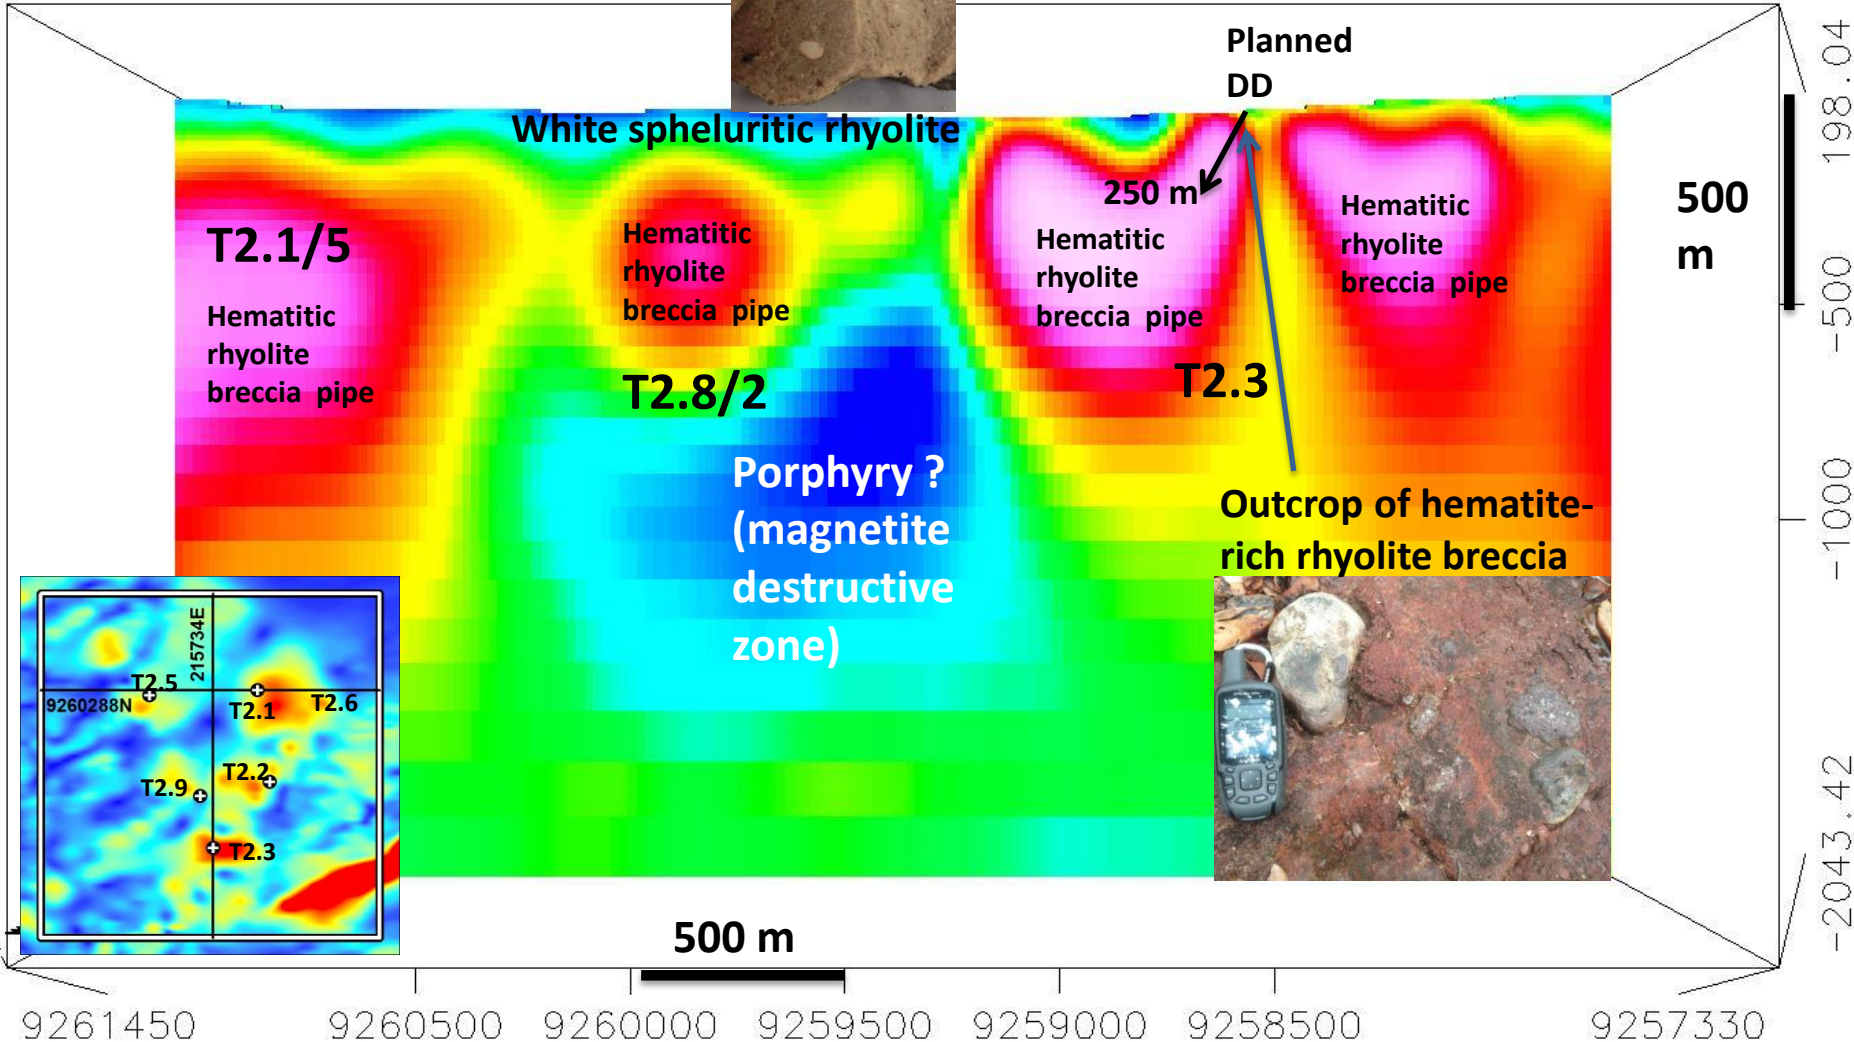 Planned
DD
White spheluritic rhyolite
250 m
T2.1/5
Hematitic
rhyolite
breccia pipe
Hematitic
rhyolite
breccia pipe
T2.8/2
Hematitic
rhyolite
breccia pipe
T2.3
Hematitic
rhyolite
breccia pipe
Porphyry ?
(magnetite
destructive
zone)
Outcrop of hematite-
rich rhyolite breccia
500
m
198.04
-500
-1000
-2043.42
215734E
9260288N
T2.5
T2.1
T2.6
T2.2
T2.9
T2.3
500 m
9261450
9260500
9260000
9259500
9259000
9258500
9257330